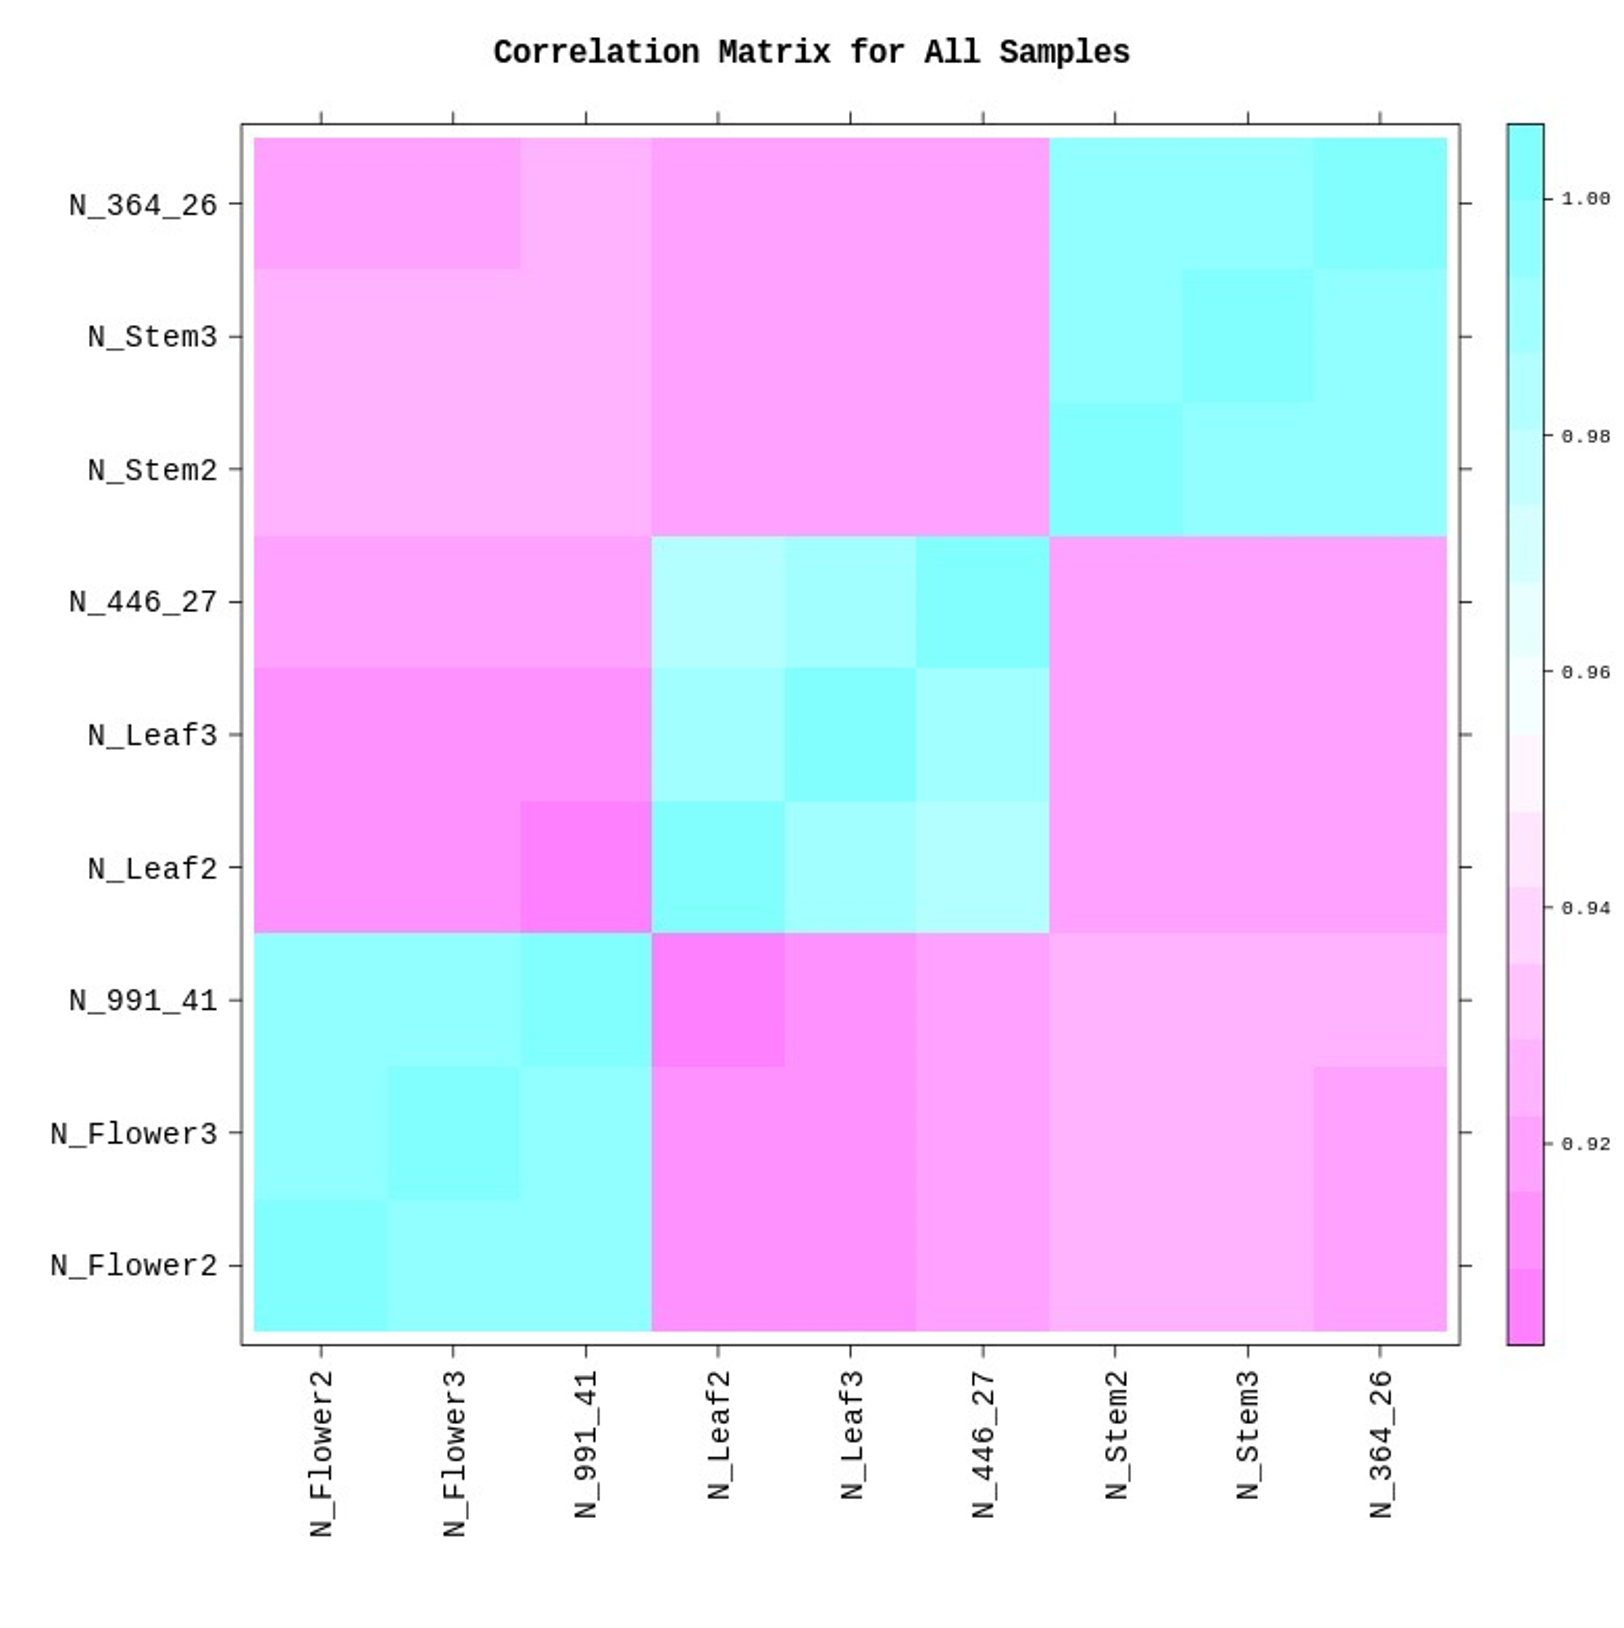 Correlation Matrix for All Samples
N_364_26
N_Stem3
N_Stem2
N_446_27
N_Leaf3
N_Leaf2
N_991_41
N_Flower3
N_Flower2
1.00
0.98
0.96
0.94
0.92
N_Flower2
N_Flower3
N_991_41
N_Leaf2
N_Leaf3
N_446_27
N_Stem2
N_Stem3
N_364_26